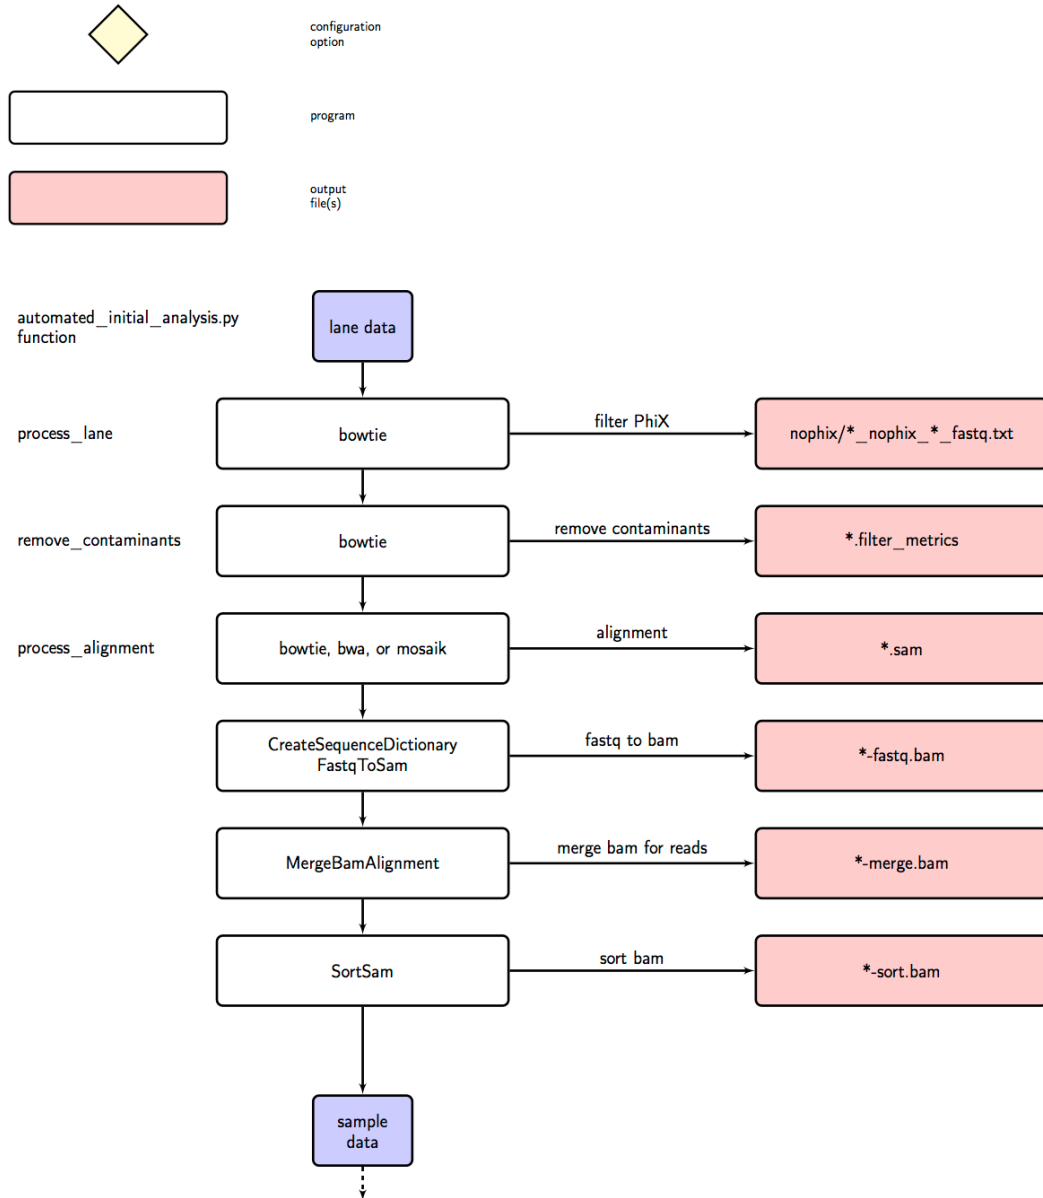 configuration
option
program
output
file(s)
automated_initial_analysis.py
function
lane data
process_lane
bowtie
filter PhiX
nophix/*_nophix_*_fastq.txt
remove_contaminants
bowtie
remove contaminants
*.filter_metrics
process_alignment
bowtie, bwa, or mosaik
alignment
*.sam
CreateSequenceDictionary
FastqToSam
fastq to bam
*-fastq.bam
MergeBamAlignment
merge bam for reads
*-merge.bam
SortSam
sort bam
*-sort.bam
sample
data